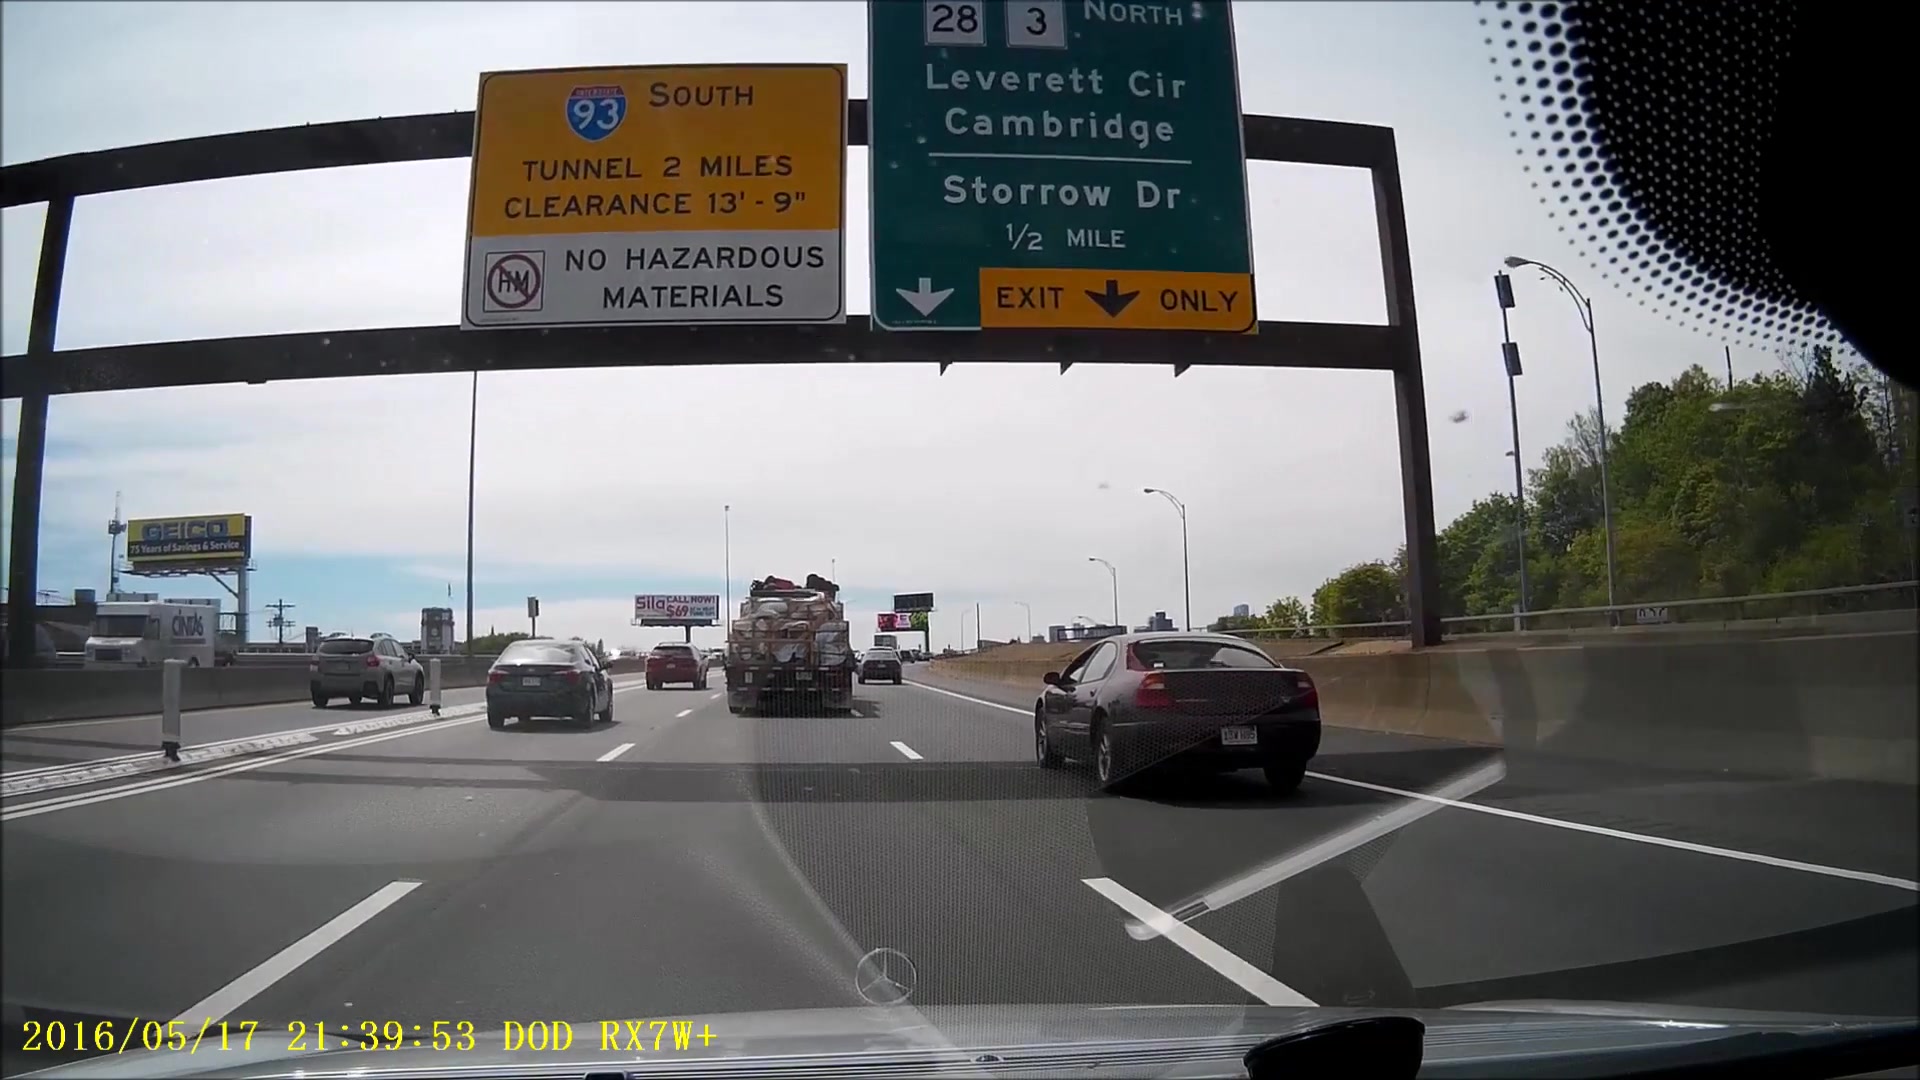 93 SOUTH
TUNNEL 2 MILES
CLEARANCE 13' - 9"
HM NO HAZARDOUS
MATERIALS
28 3 NORTH
Leverett Cir
Cambridge
Storrow Dr
1/2 MILE
EXIT ONLY
GEICO
75 Years of Savings & Service
CINTAS
Sila CALL NOW!
$69
2016/05/17 21:39:53 DOD RX7W+